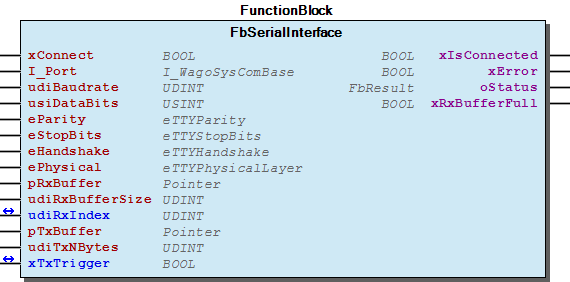 FunctionBlock
FbSerialInterface
xConnect BOOL BOOL xIsConnected
I_Port I_WagoSysComBase BOOL xError
udiBaudrate UDINT FbResult oStatus
usiDataBits USINT BOOL xRxBufferFull
eParity eTTYParity
eStopBits eTTYStopBits
eHandshake eTTYHandshake
ePhysical eTTYPhysicalLayer
pRxBuffer Pointer
udiRxBufferSize UDINT
udiRxIndex UDINT
pTxBuffer Pointer
udiTxNBytes UDINT
xTxTrigger BOOL